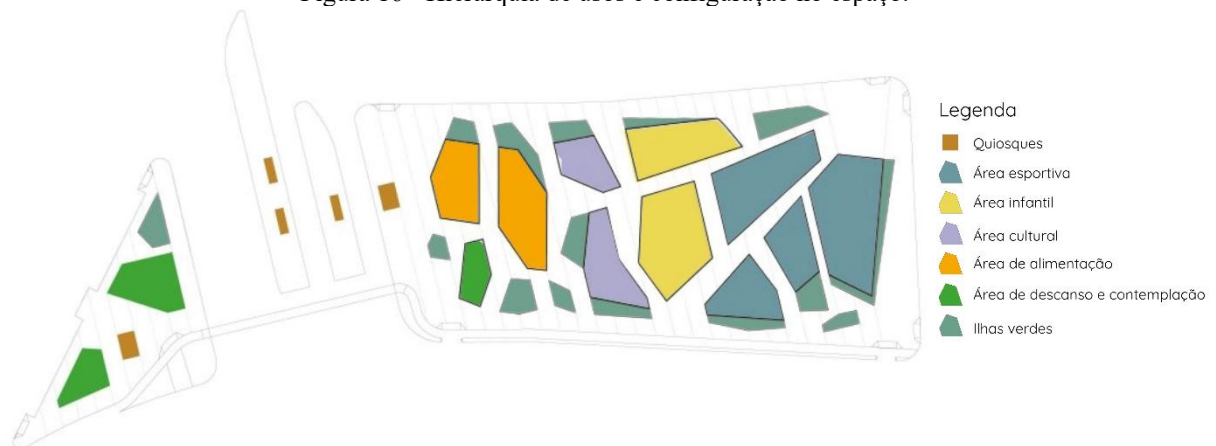 Legenda
Quiosques
Área esportiva
Área infantil
Área cultural
Área de alimentação
Área de descanso e contemplação
Ilhas verdes